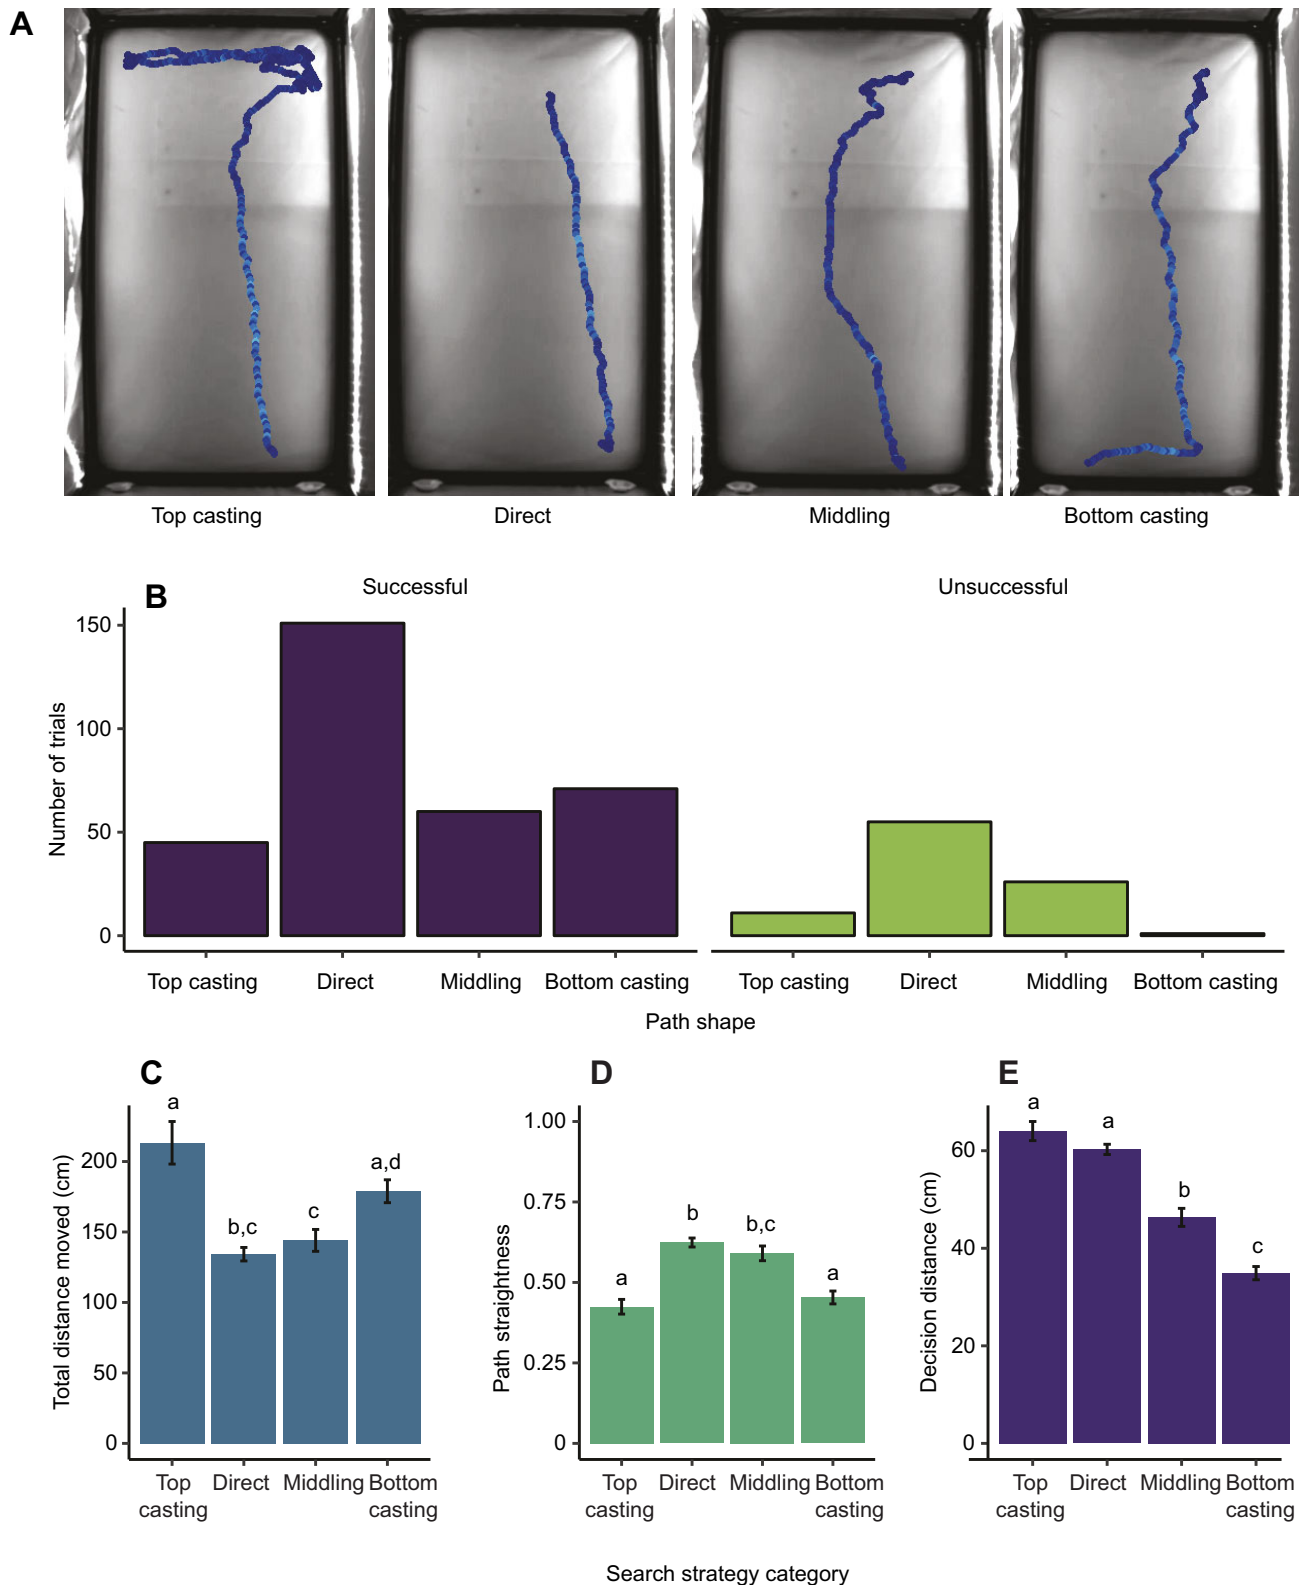 A
Top casting
Direct
Middling
Bottom casting
B
Successful
Unsuccessful
Number of trials
150
100
50
0
Top casting
Direct
Middling
Bottom casting
Top casting
Direct
Middling
Bottom casting
Path shape
C
Total distance moved (cm)
200
150
100
50
0
a
b,c
c
a,d
Top casting
Direct
Middling
Bottom casting
D
Path straightness
1.00
0.75
0.50
0.25
0
a
b
b,c
a
Top casting
Direct
Middling
Bottom casting
E
Decision distance (cm)
60
40
20
0
a
a
b
c
Top casting
Direct
Middling
Bottom casting
Search strategy category